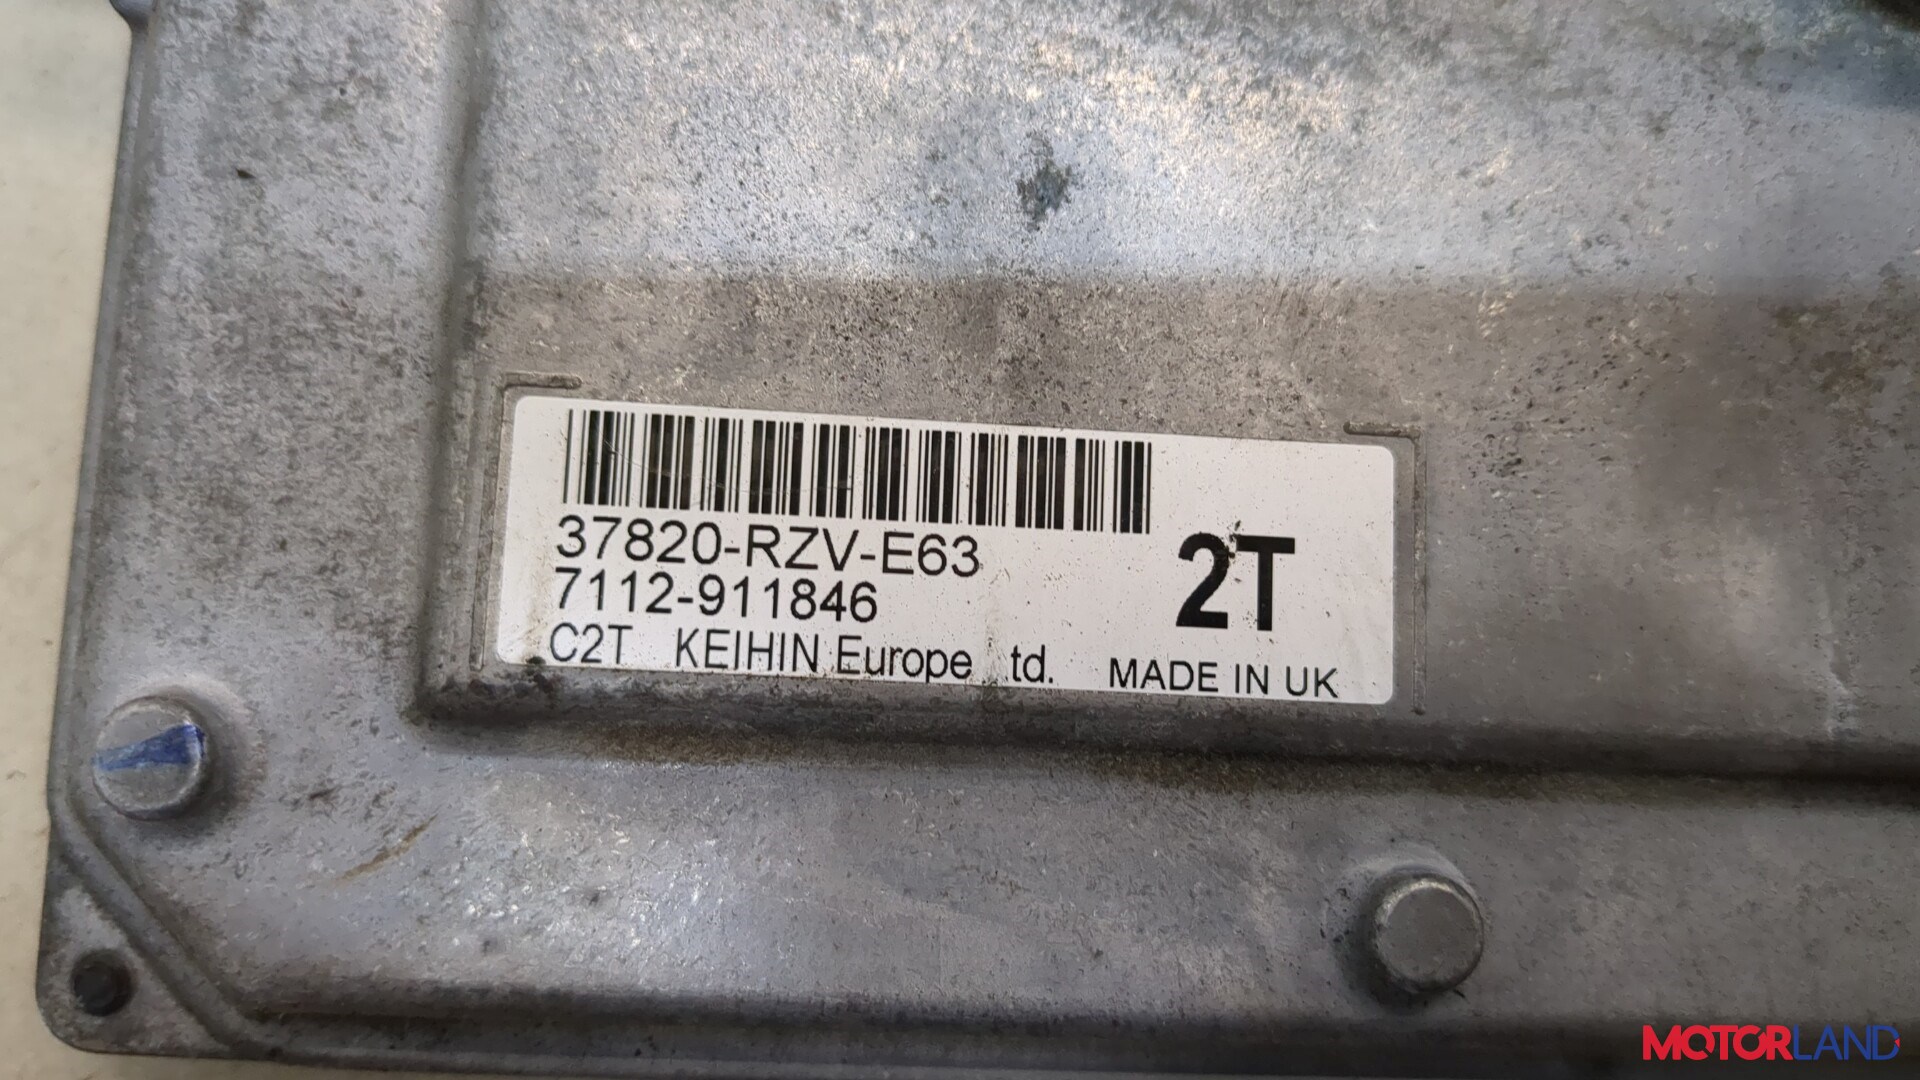 37820-RZV-E63
7112-911846
2T
C2T KEIHIN Europe td. MADE IN UK
MOTORLAND